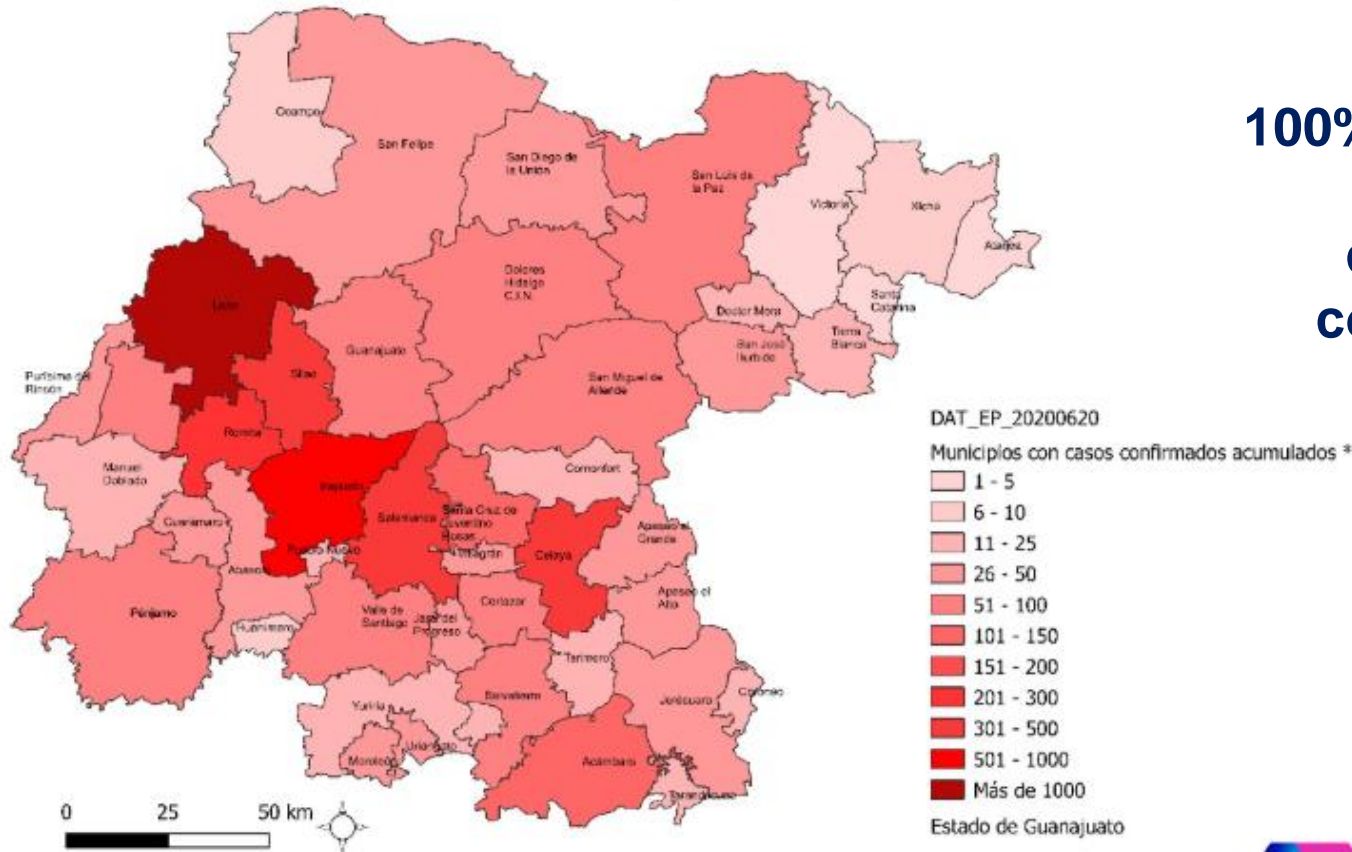 Ocampo
San Felipe
San Diego de
la Unión
San Luis de
la Paz
Victoria
Xichú
Atarjea
Dolores
Hidalgo
C.I.N.
León
Doctor Mora
Santa
Catarina
Tierra
Blanca
San José
Iturbide
Guanajuato
Silao
San Miguel de
Allende
Purísima del
Rincón
Romita
Manuel
Doblado
Irapuato
Comonfort
Cuerámaro
Salamanca
Santa Cruz de
Juventino
Rosas
Celaya
Apaseo el
Grande
Pueblo Nuevo
Villagrán
Abasolo
Pénjamo
Valle de
Santiago
Jaral del
Progreso
Cortazar
Apaseo el
Alto
Huanímaro
Tarimoro
Yuriria
Salvatierra
Jerécuaro
Coroneo
Uriangato
Moroleón
Acámbaro
Tarandacuao
0 25 50 km
100%
DAT_EP_20200620
Municipios con casos confirmados acumulados *
1 - 5
6 - 10
11 - 25
26 - 50
51 - 100
101 - 150
151 - 200
201 - 300
301 - 500
501 - 1000
Más de 1000
Estado de Guanajuato